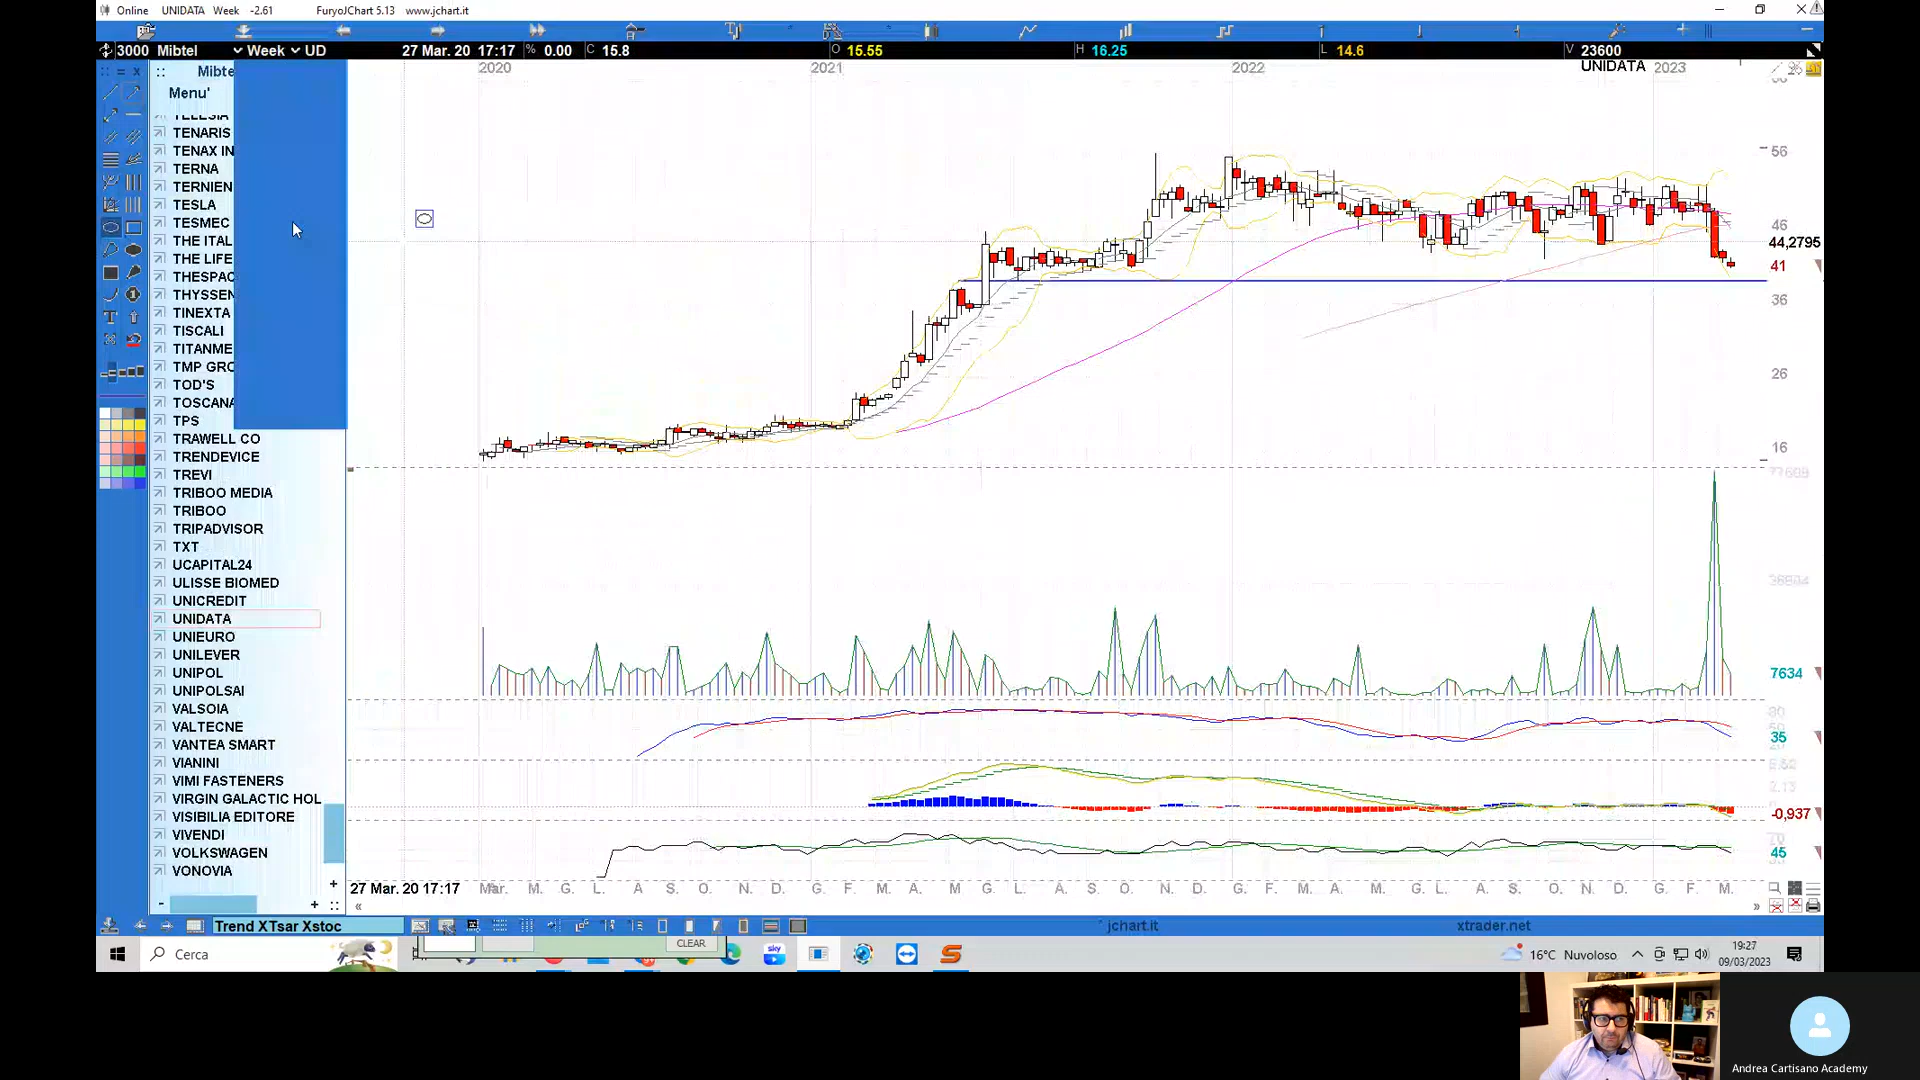 Online UNIDATA Week -2.61 FuryoJChart 5.13 www.jchart.it
3000 Mibtel Week UD 27 Mar. 20 17:17 % 0.00 C 15.8 O 15.55 H 16.25 L 14.6 V 23600
UNIDATA
2020 2021 2022 2023
Mibte
Menu'
TELESIA
TENARIS
TENAX IN
TERNA
TERNIEN
TESLA
TESMEC
THE ITAL
THE LIFE
THESPAC
THYSSEN
TINEXTA
TISCALI
TITANME
TMP GRO
TOD'S
TOSCANA
TPS
TRAWELL CO
TRENDEVICE
TREVI
TRIBOO MEDIA
TRIBOO
TRIPADVISOR
TXT
UCAPITAL24
ULISSE BIOMED
UNICREDIT
UNIDATA
UNIEURO
UNILEVER
UNIPOL
UNIPOLSAI
VALSOIA
VALTECNE
VANTEA SMART
VIANINI
VIMI FASTENERS
VIRGIN GALACTIC HOL
VISIBILIA EDITORE
VIVENDI
VOLKSWAGEN
VONOVIA
56
46
44,2795
41
36
26
16
7634
35
2.13
-0,937
45
27 Mar. 20 17:17 Mar. M. G. L. A S. O. N. D. G. F. M. A. M G. L. A. S. O. N. D. G. F. M. A. M. G. L. A. S. O. N. D. G. F. M.
Trend XTsar Xstoc
jchart.it
xtrader.net
CLEAR
Cerca
sky
16°C Nuvoloso
19:27
09/03/2023
Andrea Cartisano Academy